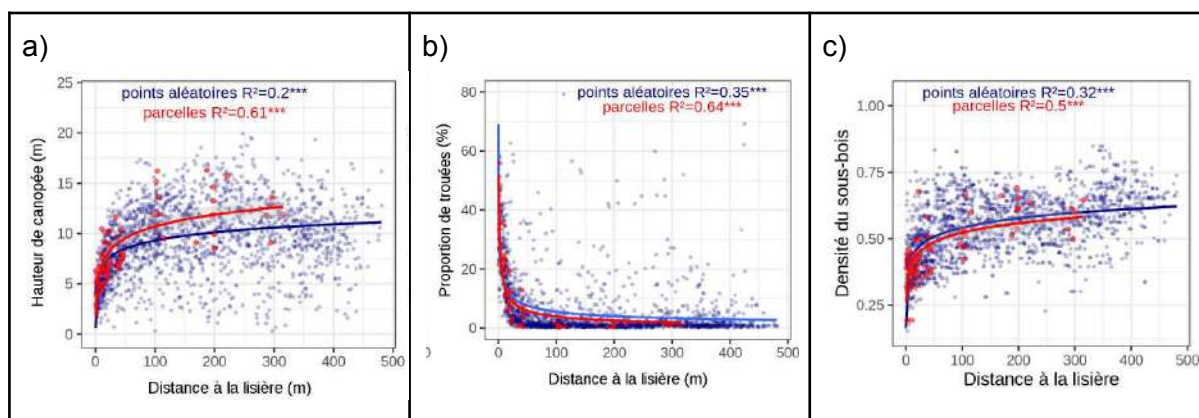 a)
25
20
15
10
5
0
Hauteur de canopée (m)
points aléatoires R²=0.2***
parcelles R²=0.61***
0 100 200 300 400 500
Distance à la lisière (m)
b)
80
60
40
20
0
Proportion de trouées (%)
points aléatoires R²=0.35***
parcelles R²=0.64***
0
0 100 200 300 400 500
Distance à la lisière (m)
c)
1.00
0.75
0.50
0.25
Densité du sous-bois
points aléatoires R²=0.32***
parcelles R²=0.5***
0 100 200 300 400 500
Distance à la lisière